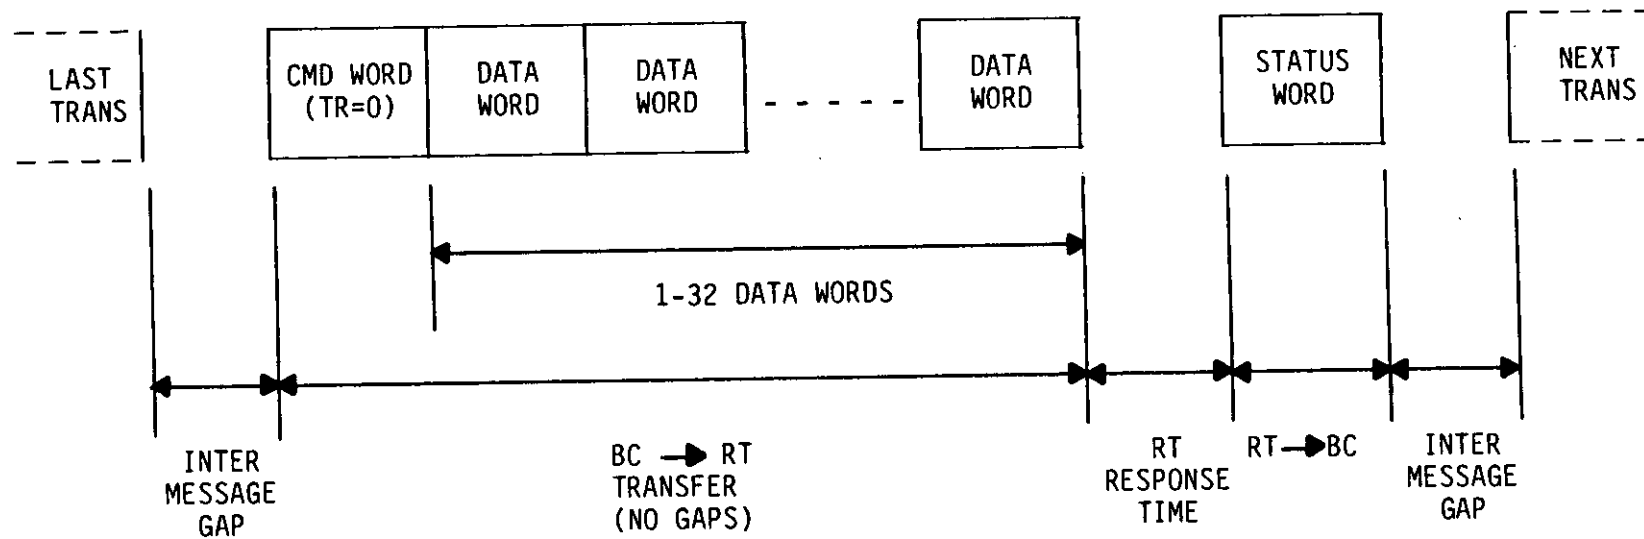 LAST
TRANS
CMD WORD
(TR=0)
DATA
WORD
DATA
WORD
DATA
WORD
STATUS
WORD
NEXT
TRANS
1-32 DATA WORDS
INTER
MESSAGE
GAP
BC → RT
TRANSFER
(NO GAPS)
RT
RESPONSE
TIME
RT→BC
INTER
MESSAGE
GAP